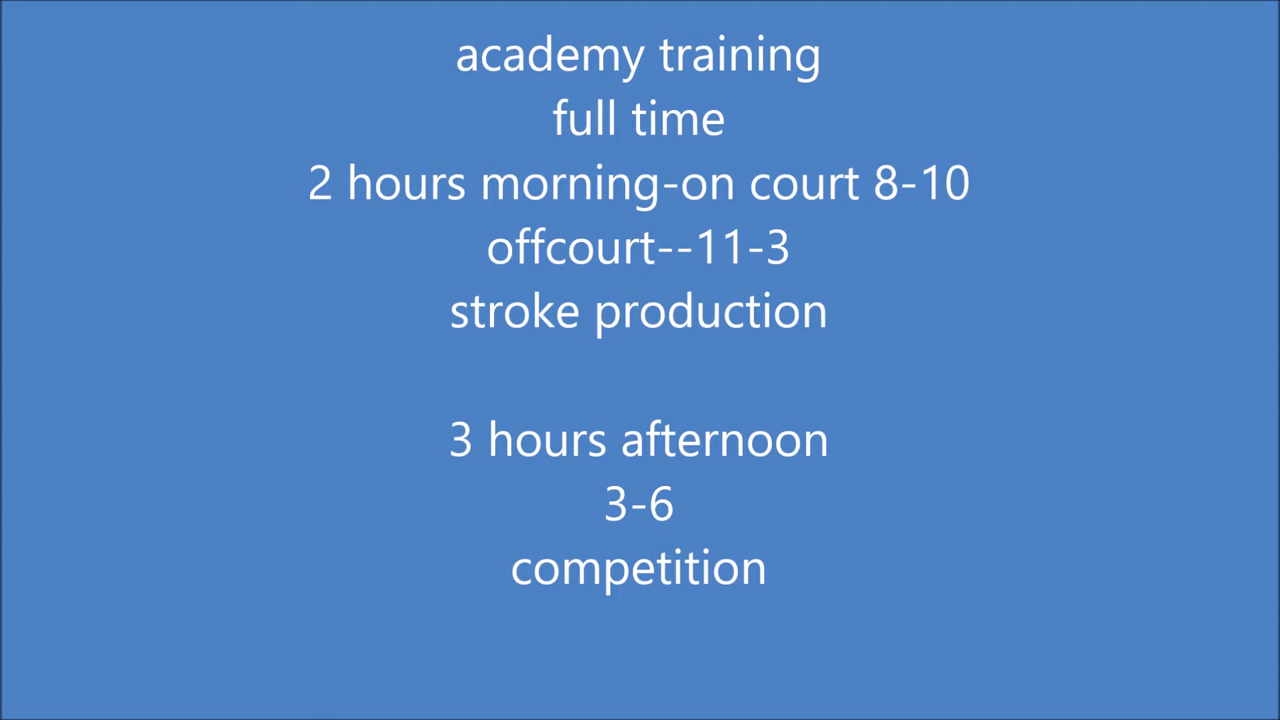 academy training
full time
2 hours morning-on court 8-10
offcourt--11-3
stroke production
3 hours afternoon
3-6
competition